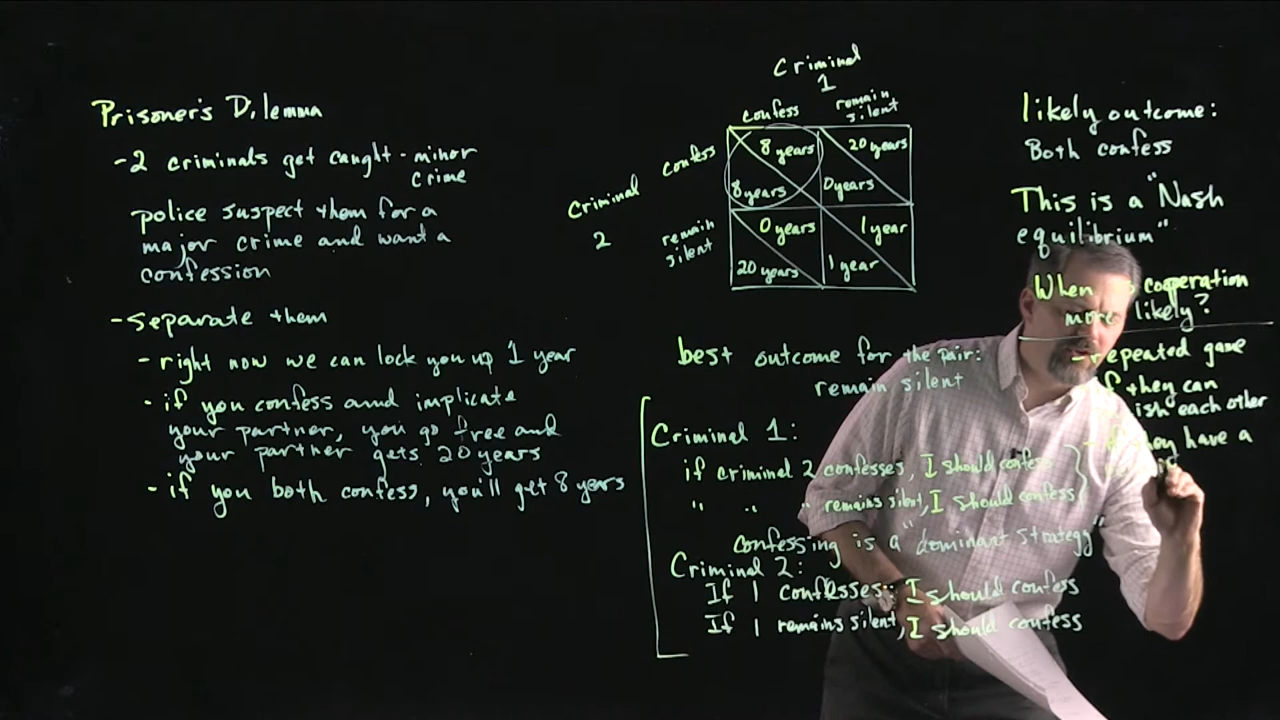 Prisoner's Dilemma
- 2 criminals get caught - minor
crime
police suspect them for a
major crime and want a
confession
- Separate them
- right now we can lock you up 1 year
- if you confess and implicate
your partner, you go free and
your partner gets 20 years
- if you both confess, you'll get 8 years
Criminal
1
confess
remain
silent
Criminal
2
confess
remain
silent
8 years
20 years
8 years
0 years
0 years
1 year
20 years
1 year
best outcome for the pair:
remain silent
Criminal 1:
if criminal 2 confesses, I should confess
" " " remains silent, I should confess
Confessing is a "dominant strategy"
Criminal 2:
If 1 confesses: I should confess
If 1 remains silent, I should confess
likely outcome:
Both confess
This is a "Nash
equilibrium"
When cooperation
more likely?
- repeated game
they can
each other
they have a